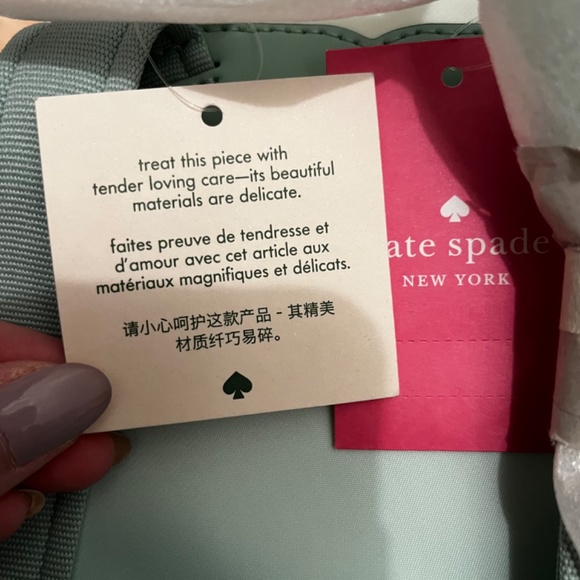 treat this piece with
tender loving care—its beautiful
materials are delicate.
faites preuve de tendresse et
d'amour avec cet article aux
matériaux magnifiques et délicats.
请小心呵护这款产品 - 其精美
材质纤巧易碎。
ate spade
NEW YORK